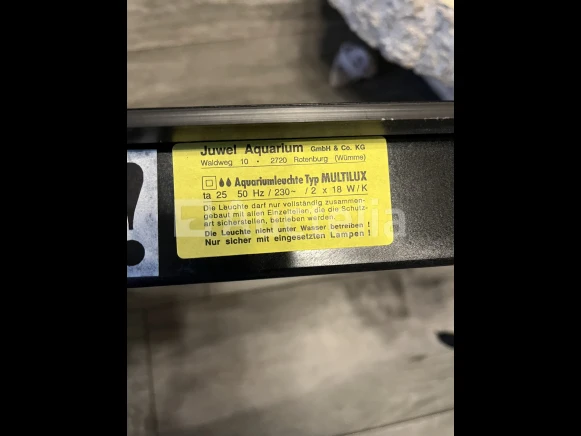 Juwel Aquarium GmbH & Co. KG
Waldweg 10 • 2720 Rotenburg (Wümme)
Aquariumleuchte Typ MULTILUX
ta 25 50 Hz / 230~ / 2 x 18 W/K
Die Leuchte darf nur vollständig zusammen-
gebaut mit allen Einzelteilen, die die Schutz-
art sicherstellen, betrieben werden.
Die Leuchte nicht unter Wasser betreiben !
Nur sicher mit eingesetzten Lampen !
!